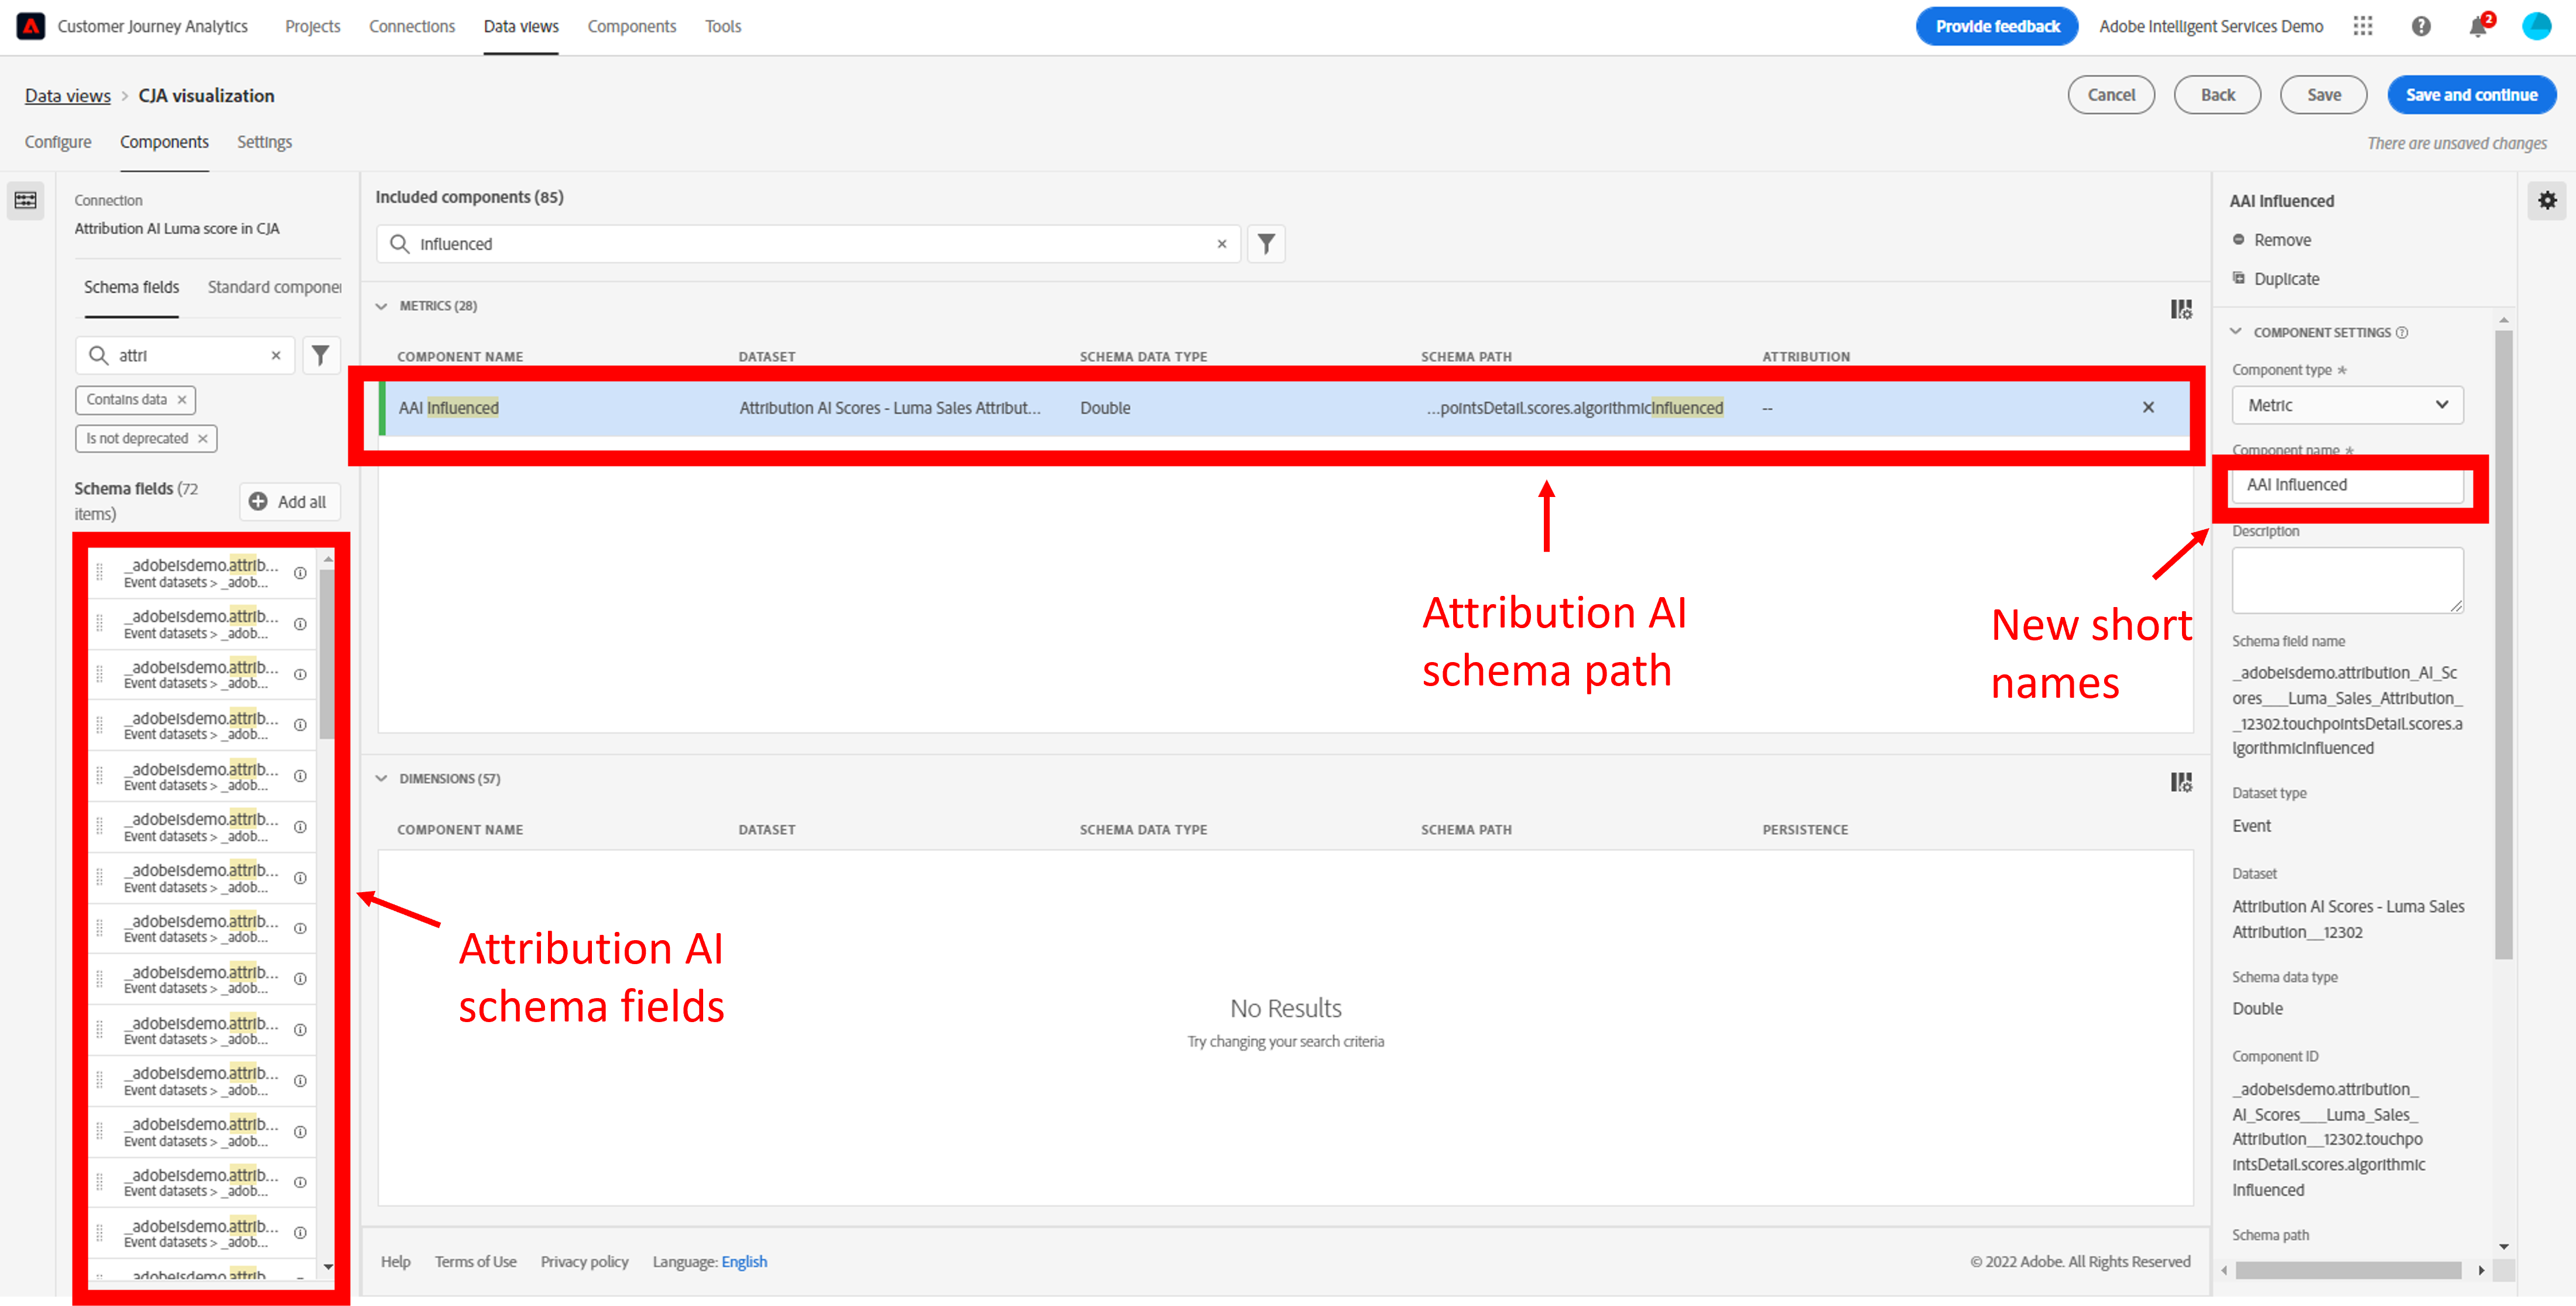 Customer Journey Analytics Projects Connections Data views Components Tools Provide feedback Adobe Intelligent Services Demo 2
Data views > CJA visualization Cancel Back Save Save and continue
Configure Components Settings There are unsaved changes
Connection
Attribution AI Luma score in CJA
Schema fields Standard componen
attri
Contains data
Is not deprecated
Schema fields (72
items)
Add all
_adobeisdemo.attrib...
Event datasets > _adob...
_adobeisdemo.attrib...
Event datasets > _adob...
_adobeisdemo.attrib...
Event datasets > _adob...
_adobeisdemo.attrib...
Event datasets > _adob...
_adobeisdemo.attrib...
Event datasets > _adob...
_adobeisdemo.attrib...
Event datasets > _adob...
_adobeisdemo.attrib...
Event datasets > _adob...
_adobeisdemo.attrib...
Event datasets > _adob...
_adobeisdemo.attrib...
Event datasets > _adob...
_adobeisdemo.attrib...
Event datasets > _adob...
_adobeisdemo.attrib...
Event datasets > _adob...
_adobeisdemo.attrib...
Event datasets > _adob...
_adobeisdemo.attrib...
Event datasets > _adob...
_adobeisdemo.attrib...
Event datasets > _adob...
_adobeisdemo.attrib
Included components (85)
Influenced
METRICS (28)
COMPONENT NAME DATASET SCHEMA DATA TYPE SCHEMA PATH ATTRIBUTION
AAI Influenced Attribution AI Scores - Luma Sales Attribut... Double ...pointsDetail.scores.algorithmicInfluenced --
Attribution AI
schema path
New short
names
DIMENSIONS (57)
COMPONENT NAME DATASET SCHEMA DATA TYPE SCHEMA PATH PERSISTENCE
Attribution AI
schema fields
No Results
Try changing your search criteria
Help Terms of Use Privacy policy Language: English © 2022 Adobe. All Rights Reserved
AAI Influenced
Remove
Duplicate
COMPONENT SETTINGS
Component type *
Metric
Component name *
AAI Influenced
Description
Schema field name
_adobeisdemo.attribution_AI_Sc
ores___Luma_Sales_Attribution_
_12302.touchpointsDetail.scores.a
lgorithmicInfluenced
Dataset type
Event
Dataset
Attribution AI Scores - Luma Sales
Attribution__12302
Schema data type
Double
Component ID
_adobeisdemo.attribution_
AI_Scores___Luma_Sales_
Attribution__12302.touchpo
intsDetail.scores.algorithmic
Influenced
Schema path